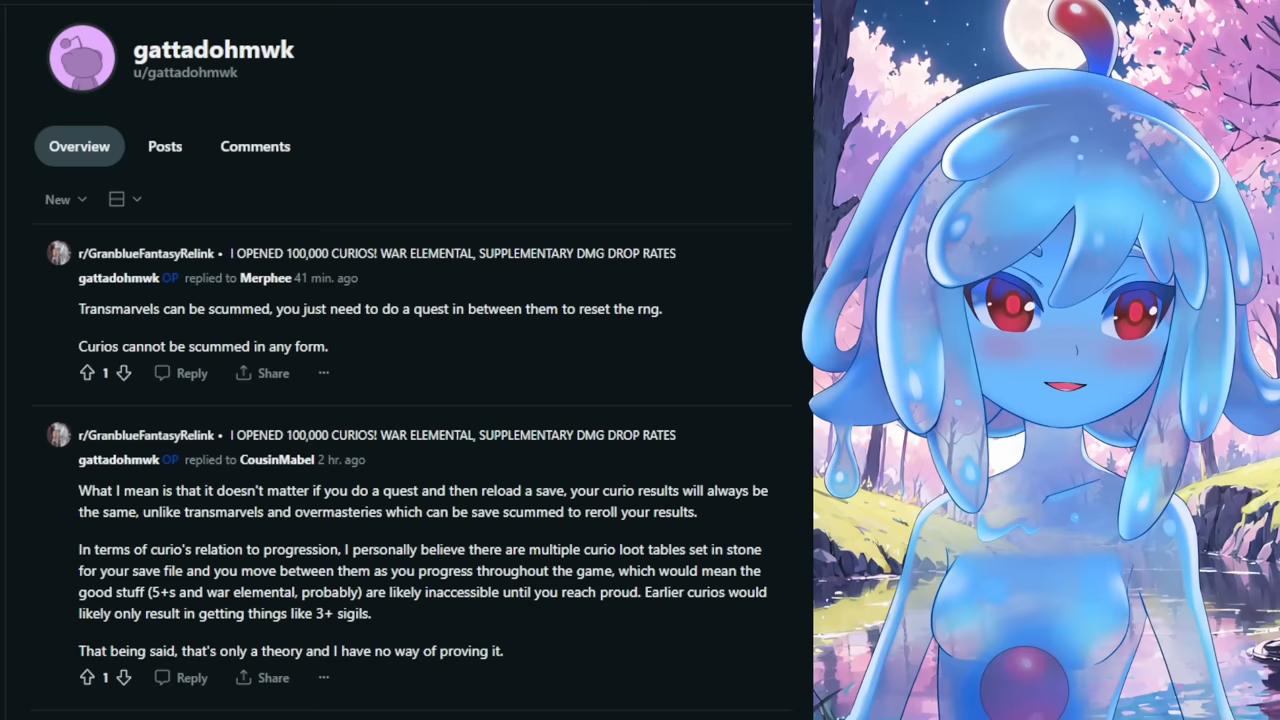 gattadohmwk
u/gattadohmwk
Overview Posts Comments
New
r/GranblueFantasyRelink • I OPENED 100,000 CURIOS! WAR ELEMENTAL, SUPPLEMENTARY DMG DROP RATES
gattadohmwk OP replied to Merphee 41 min. ago
Transmarvels can be scummed, you just need to do a quest in between them to reset the rng.
Curios cannot be scummed in any form.
1 Reply Share ...
r/GranblueFantasyRelink • I OPENED 100,000 CURIOS! WAR ELEMENTAL, SUPPLEMENTARY DMG DROP RATES
gattadohmwk OP replied to CousinMabel 2 hr. ago
What I mean is that it doesn't matter if you do a quest and then reload a save, your curio results will always be
the same, unlike transmarvels and overmasteries which can be save scummed to reroll your results.
In terms of curio's relation to progression, I personally believe there are multiple curio loot tables set in stone
for your save file and you move between them as you progress throughout the game, which would mean the
good stuff (5+s and war elemental, probably) are likely inaccessible until you reach proud. Earlier curios would
likely only result in getting things like 3+ sigils.
That being said, that's only a theory and I have no way of proving it.
1 Reply Share ...